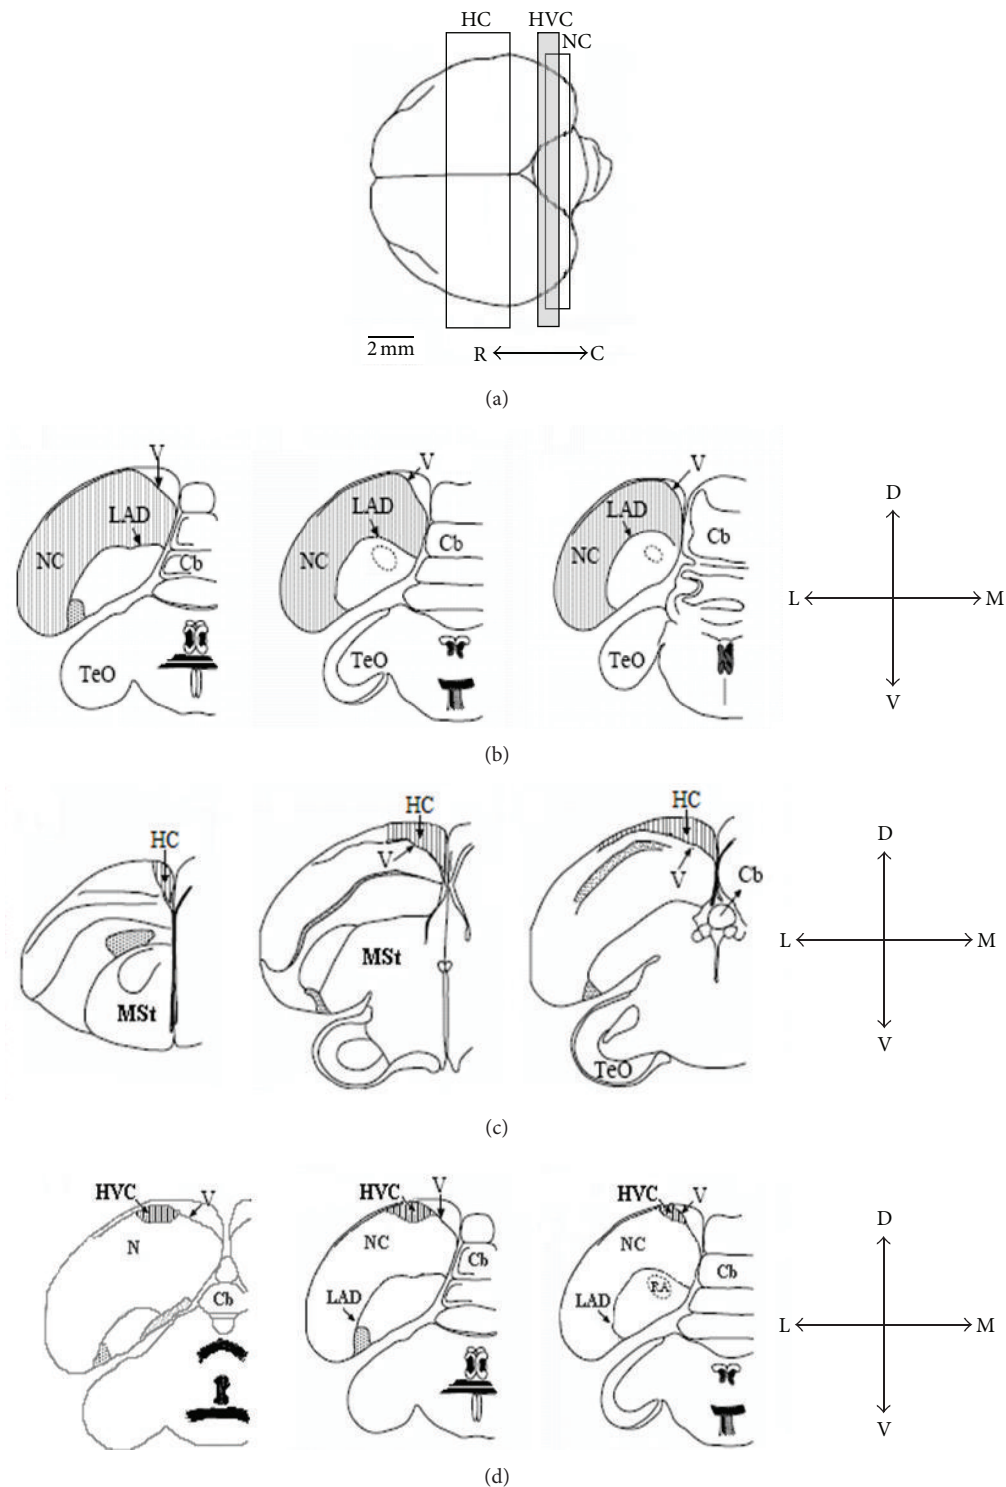 HC HVC
NC
2 mm
R C
(a)
V V V
LAD LAD LAD
NC NC NC
Cb Cb Cb
TeO TeO TeO
D
L M
V
(b)
HC HC HC
V V
Cb
MSt MSt
TeO
D
L M
V
(c)
HVC V HVC V HVC V
N NC NC
Cb Cb Cb
LAD LAD
RA
D
L M
V
(d)